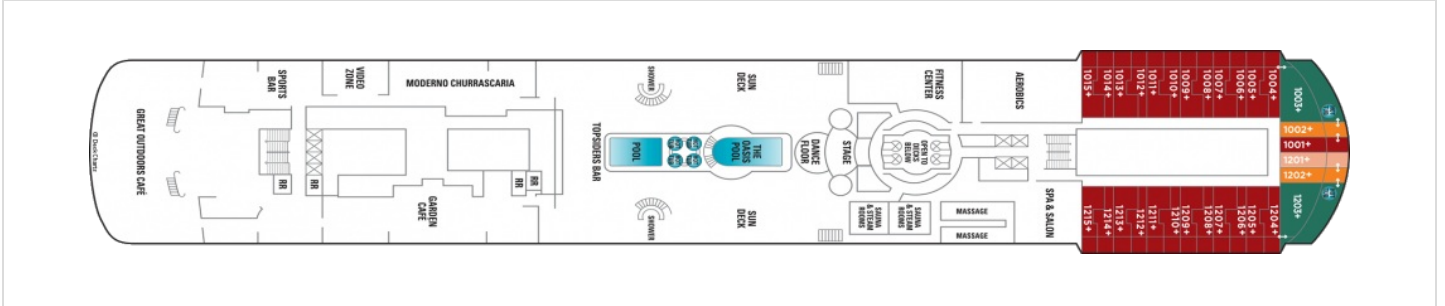 © Deck Chartz
GREAT OUTDOORS CAFÉ
SPORTS
BAR
VIDEO
ZONE
MODERNO CHURRASCARIA
RR
RR
GARDEN
CAFÉ
RR
RR
TOPSIDERS BAR
SHOWER
SHOWER
POOL
THE
OASIS
POOL
SUN
DECK
SUN
DECK
DANCE
FLOOR
STAGE
OPEN TO
DECKS
BELOW
FITNESS
CENTER
AEROBICS
SAUNA
& STEAM
ROOMS
SAUNA
& STEAM
ROOMS
MASSAGE
MASSAGE
SPA & SALON
1015+
1014+
1013+
1012+
1011+
1010+
1009+
1008+
1007+
1006+
1005+
1004+
1003+
1002+
1001+
1201+
1202+
1203+
1215+
1214+
1213+
1212+
1211+
1210+
1209+
1208+
1207+
1206+
1205+
1204+